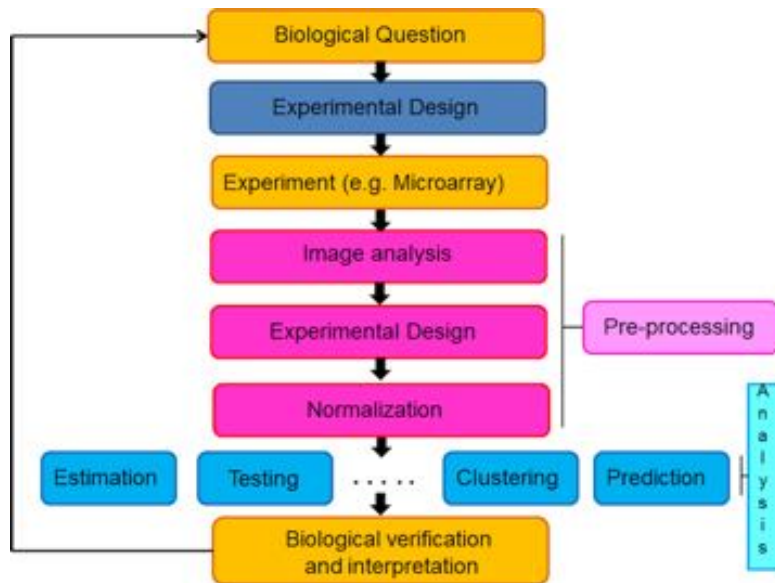 Biological Question
Experimental Design
Experiment (e.g. Microarray)
Image analysis
Experimental Design
Pre-processing
Normalization
Estimation
Testing
. . . . .
Clustering
Prediction
Analysis
Biological verification
and interpretation